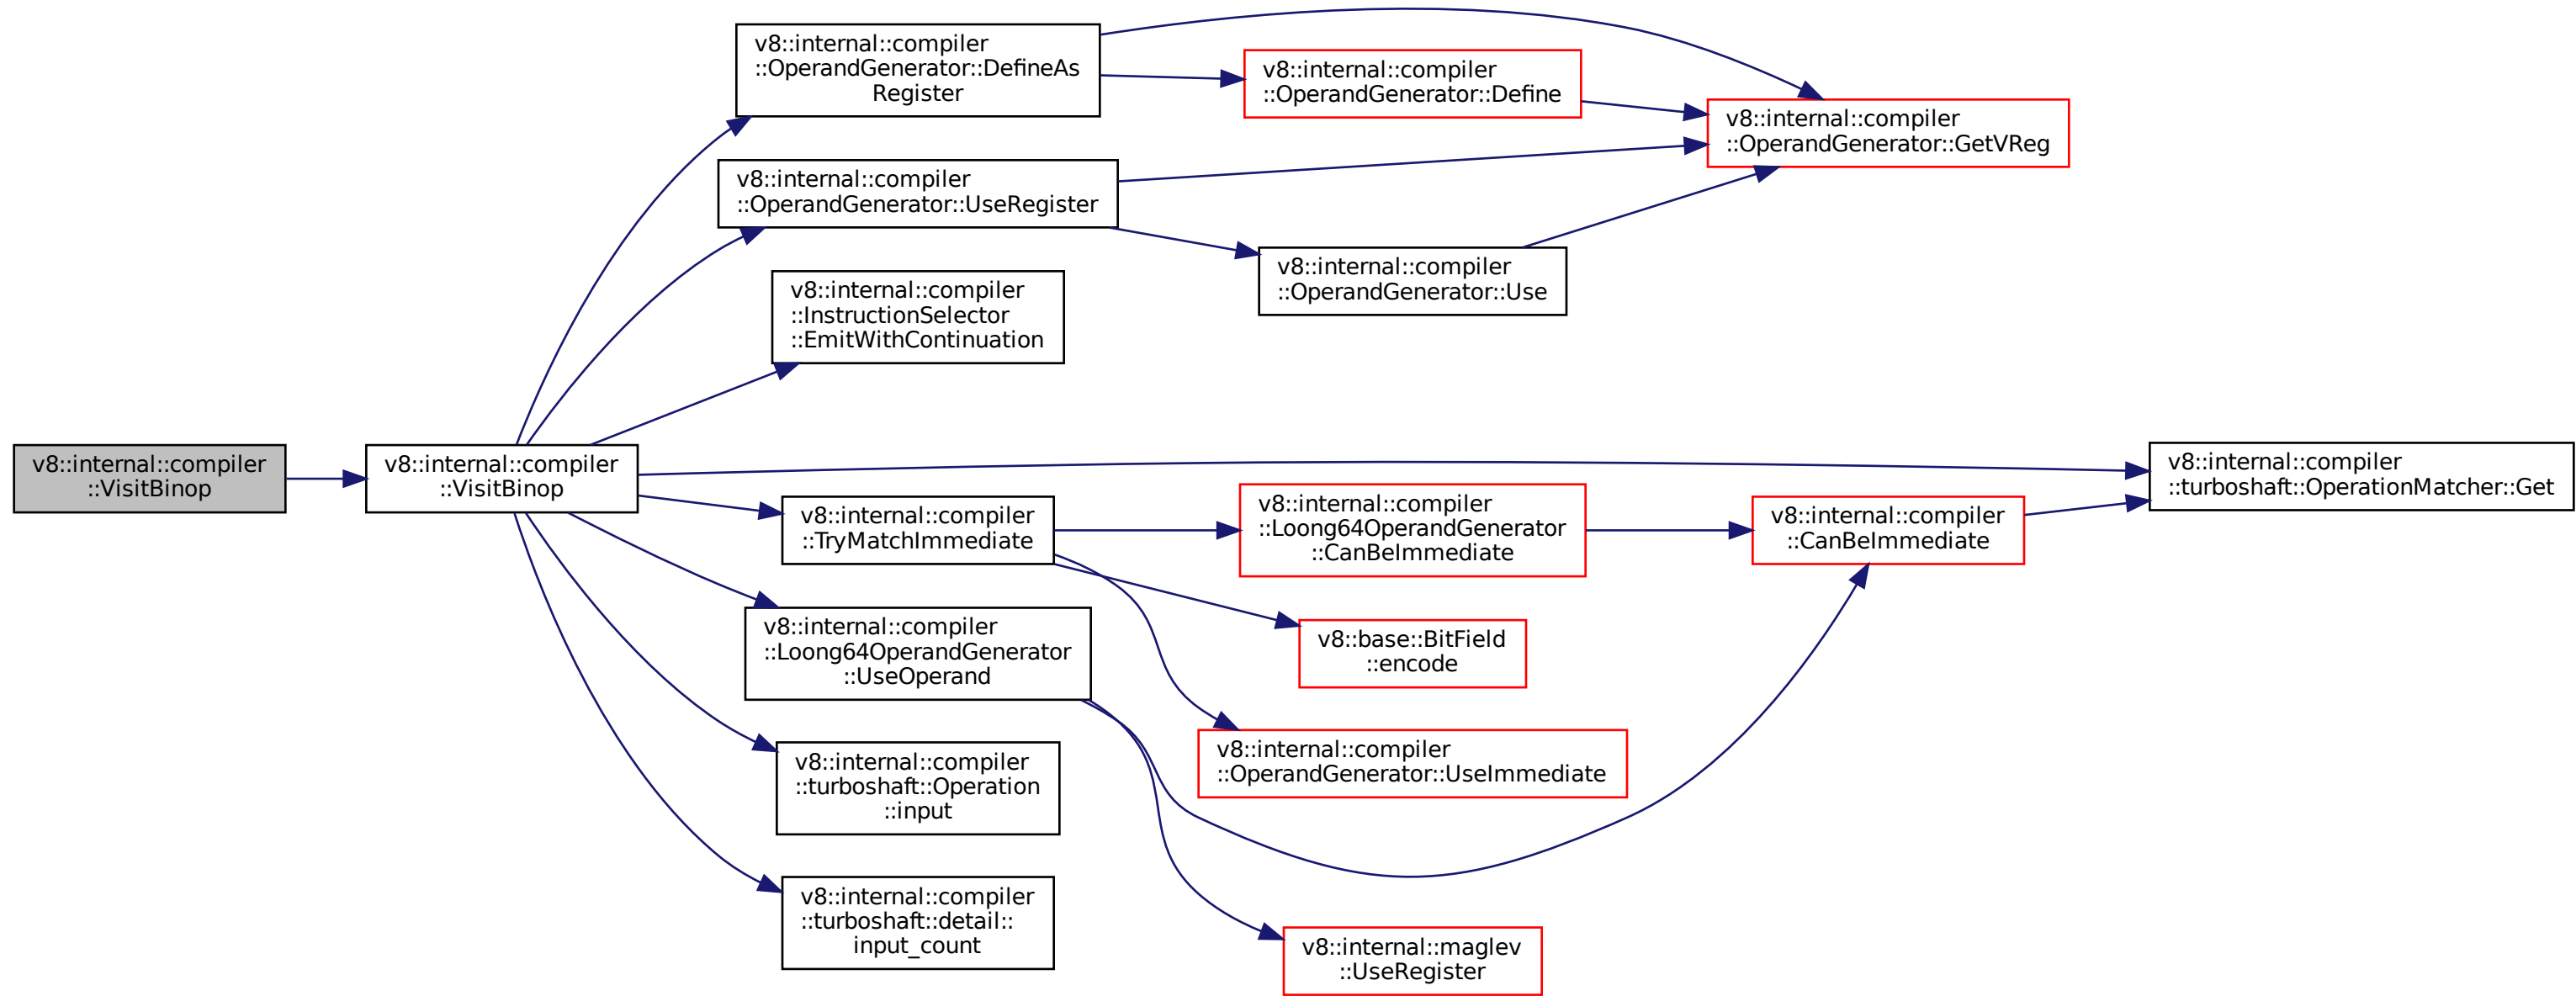 v8::internal::compiler
::VisitBinop
v8::internal::compiler
::VisitBinop
v8::internal::compiler
::OperandGenerator::DefineAs
Register
v8::internal::compiler
::OperandGenerator::Define
v8::internal::compiler
::OperandGenerator::GetVReg
v8::internal::compiler
::OperandGenerator::UseRegister
v8::internal::compiler
::OperandGenerator::Use
v8::internal::compiler
::InstructionSelector
::EmitWithContinuation
v8::internal::compiler
::turboshaft::OperationMatcher::Get
v8::internal::compiler
::TryMatchImmediate
v8::internal::compiler
::Loong64OperandGenerator
::CanBeImmediate
v8::internal::compiler
::CanBeImmediate
v8::base::BitField
::encode
v8::internal::compiler
::OperandGenerator::UseImmediate
v8::internal::compiler
::Loong64OperandGenerator
::UseOperand
v8::internal::maglev
::UseRegister
v8::internal::compiler
::turboshaft::Operation
::input
v8::internal::compiler
::turboshaft::detail::
input_count